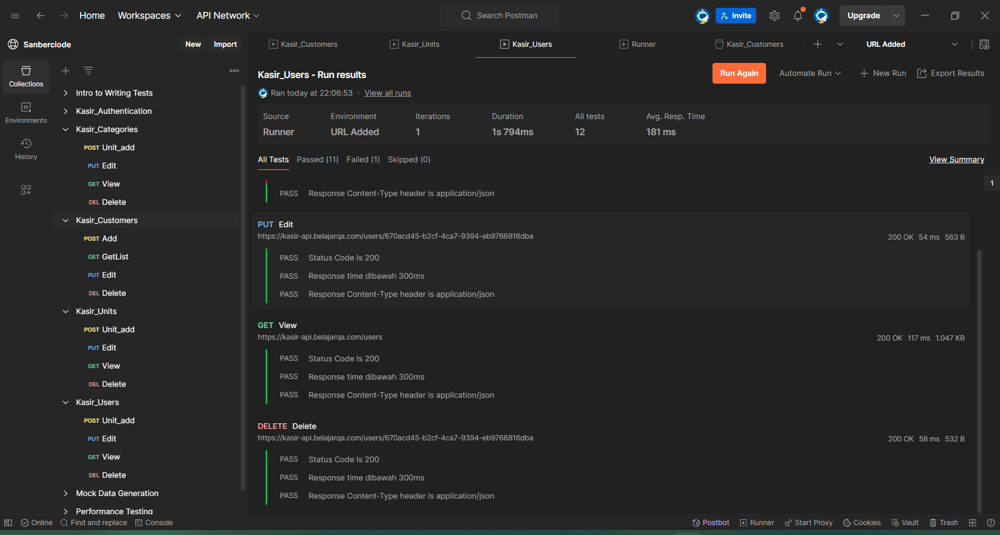 Home Workspaces API Network Search Postman Invite Upgrade
Sanberciode New Import Kasir_Customers Kasir_Units Kasir_Users Runner Kasir_Customers URL Added
Collections
Environments
History
Intro to Writing Tests
Kasir_Authentication
Kasir_Categories
POST Unit_add
PUT Edit
GET View
DEL Delete
Kasir_Customers
POST Add
GET GetList
PUT Edit
DEL Delete
Kasir_Units
POST Unit_add
PUT Edit
GET View
DEL Delete
Kasir_Users
POST Unit_add
PUT Edit
GET View
DEL Delete
Mock Data Generation
Performance Testing
Kasir_Users - Run results Run Again Automate Run New Run Export Results
Ran today at 22:06:53 · View all runs
Source Environment Iterations Duration All tests Avg. Resp. Time
Runner URL Added 1 1s 794ms 12 181 ms
All Tests Passed (11) Failed (1) Skipped (0) View Summary
1
PASS Response Content-Type header is application/json
PUT Edit
https://kasir-api.belajarqa.com/users/670acd45-b2cf-4ca7-9394-eb9766816dba 200 OK 54 ms 563 B
PASS Status Code Is 200
PASS Response time dibawah 300ms
PASS Response Content-Type header is application/json
GET View
https://kasir-api.belajarqa.com/users 200 OK 117 ms 1.047 KB
PASS Status Code Is 200
PASS Response time dibawah 300ms
PASS Response Content-Type header is application/json
DELETE Delete
https://kasir-api.belajarqa.com/users/670acd45-b2cf-4ca7-9394-eb9766816dba 200 OK 58 ms 532 B
PASS Status Code Is 200
PASS Response time dibawah 300ms
PASS Response Content-Type header is application/json
Online Find and replace Console Postbot Runner Start Proxy Cookies Vault Trash